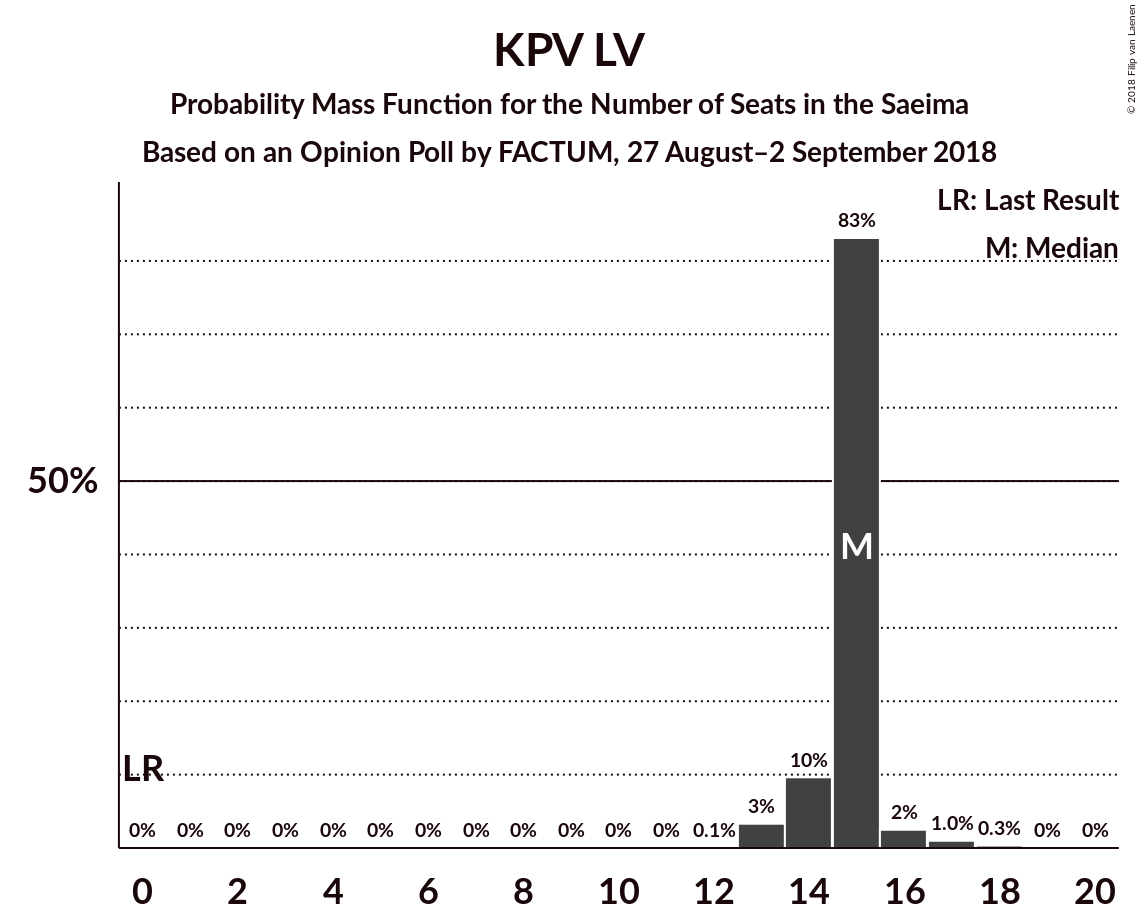 KPV LV
Probability Mass Function for the Number of Seats in the Saeima
Based on an Opinion Poll by FACTUM, 27 August–2 September 2018
© 2018 Filip van Laenen
LR: Last Result
M: Median
83%
50%
M
LR
10%
3%
2%
1.0%
0.3%
0% 0% 0% 0% 0% 0% 0% 0% 0% 0% 0% 0% 0.1% 0% 0%
0 2 4 6 8 10 12 14 16 18 20